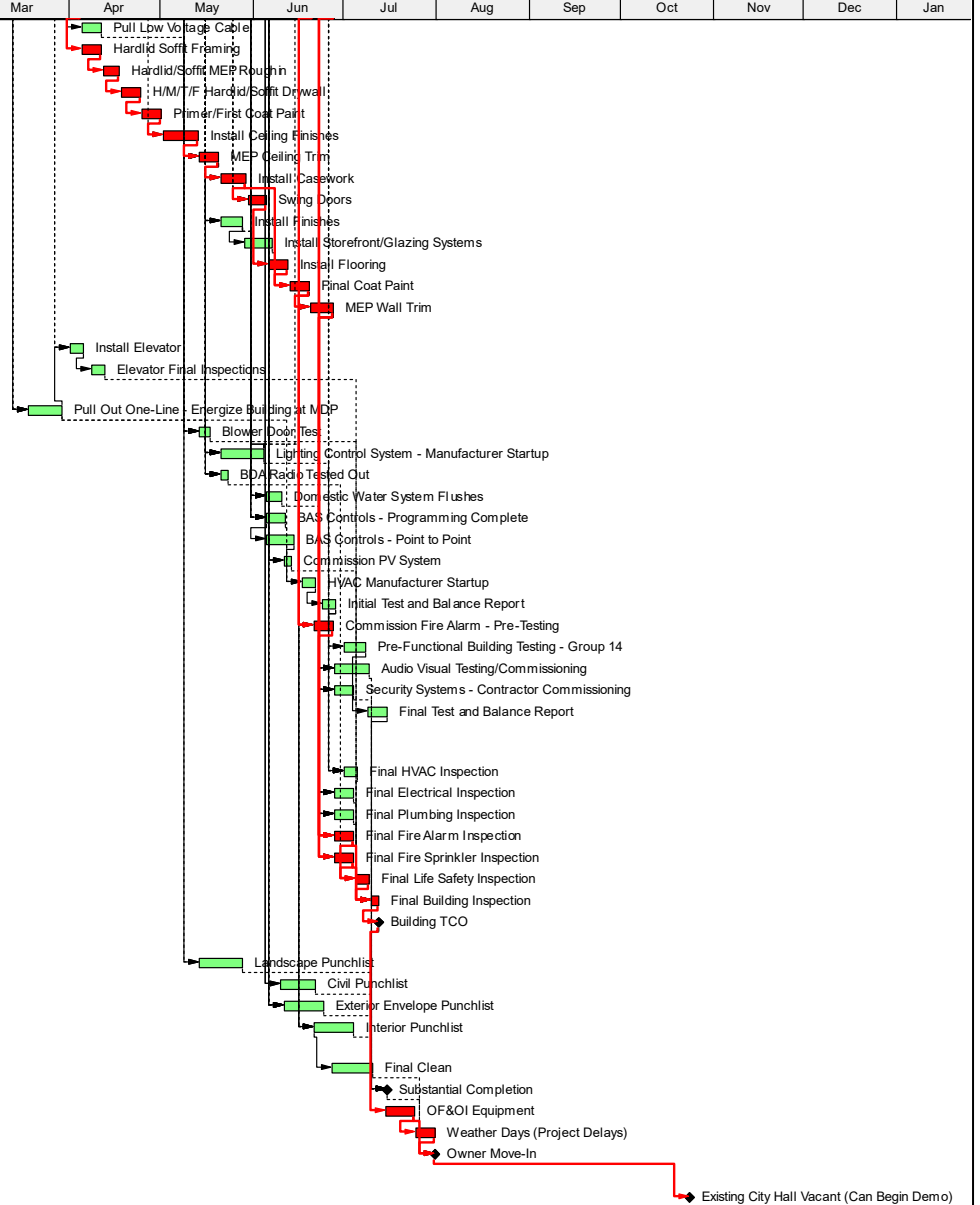 Mar Apr May Jun Jul Aug Sep Oct Nov Dec Jan
Pull Low Voltage Cable
Hardlid Soffit Framing
Hardlid/Soffit MEP Roughin
H/M/T/F Hardlid/Soffit Drywall
Primer/First Coat Paint
Install Ceiling Finishes
MEP Ceiling Trim
Install Casework
Swing Doors
Install Finishes
Install Storefront/Glazing Systems
Install Flooring
Final Coat Paint
MEP Wall Trim
Install Elevator
Elevator Final Inspections
Pull Out One-Line - Energize Building at MDP
Blower Door Test
Lighting Control System - Manufacturer Startup
BDA Radio Tested Out
Domestic Water System Flushes
BAS Controls - Programming Complete
BAS Controls - Point to Point
Commission PV System
HVAC Manufacturer Startup
Initial Test and Balance Report
Commission Fire Alarm - Pre-Testing
Pre-Functional Building Testing - Group 14
Audio Visual Testing/Commissioning
Security Systems - Contractor Commissioning
Final Test and Balance Report
Final HVAC Inspection
Final Electrical Inspection
Final Plumbing Inspection
Final Fire Alarm Inspection
Final Fire Sprinkler Inspection
Final Life Safety Inspection
Final Building Inspection
Building TCO
Landscape Punchlist
Civil Punchlist
Exterior Envelope Punchlist
Interior Punchlist
Final Clean
Substantial Completion
OF&OI Equipment
Weather Days (Project Delays)
Owner Move-In
Existing City Hall Vacant (Can Begin Demo)